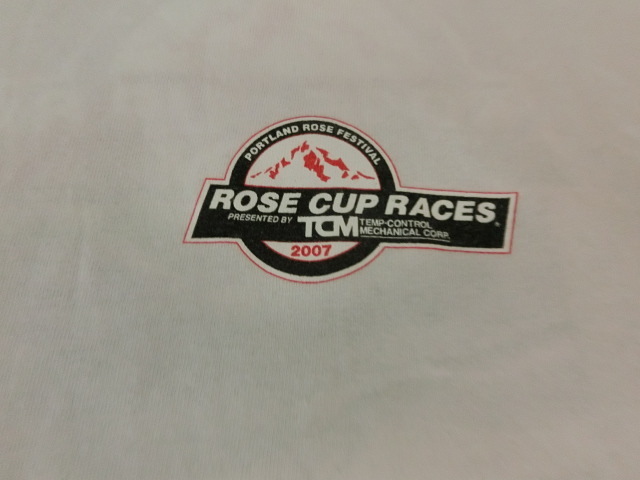 PORTLAND ROSE FESTIVAL
ROSE CUP RACES
PRESENTED BY TCM TEMP-CONTROL
MECHANICAL CORP.
2007